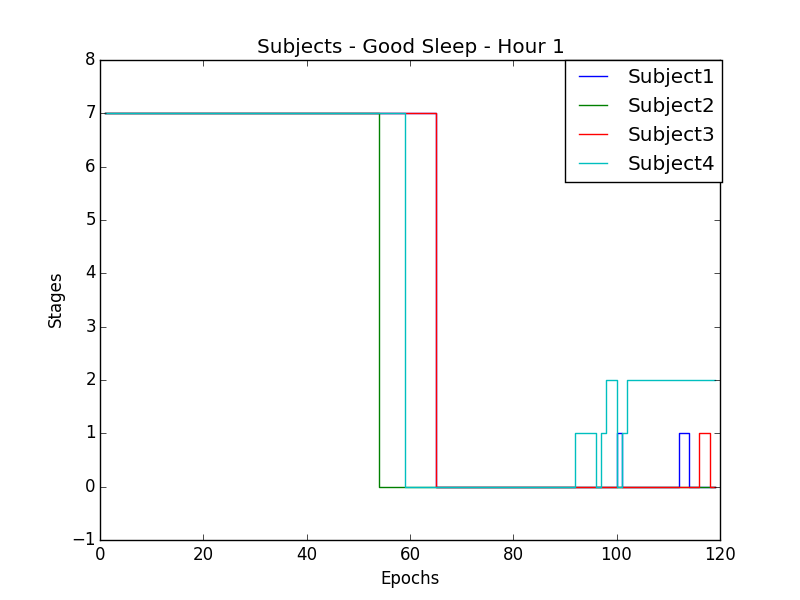 Subjects - Good Sleep - Hour 1
8
7
6
5
4
3
2
1
0
−1
Stages
0 20 40 60 80 100 120
Epochs
Subject1
Subject2
Subject3
Subject4